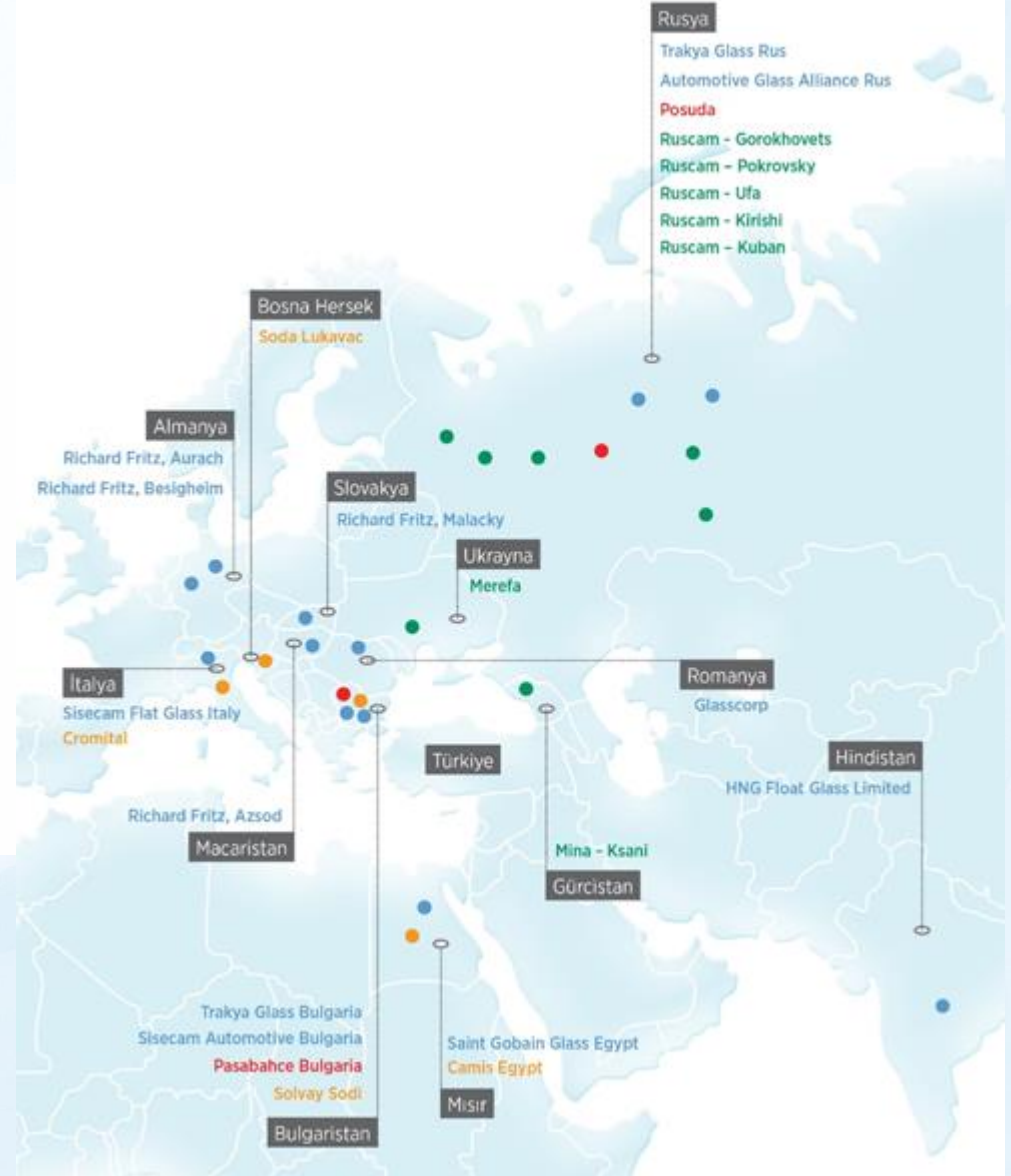 Rusya
Trakya Glass Rus
Automotive Glass Alliance Rus
Posuda
Ruscam - Gorokhovets
Ruscam – Pokrovsky
Ruscam - Ufa
Ruscam - Kirishi
Ruscam – Kuban
Bosna Hersek
Soda Lukavac
Almanya
Richard Fritz, Aurach
Richard Fritz, Besigheim
Slovakya
Richard Fritz, Malacky
Ukrayna
Merefa
İtalya
Sisecam Flat Glass Italy
Cromital
Romanya
Glasscorp
Türkiye
Hindistan
HNG Float Glass Limited
Richard Fritz, Azsod
Macaristan
Mina - Ksani
Gürcistan
Trakya Glass Bulgaria
Sisecam Automotive Bulgaria
Pasabahce Bulgaria
Solvay Sodi
Bulgaristan
Saint Gobain Glass Egypt
Camis Egypt
Mısır